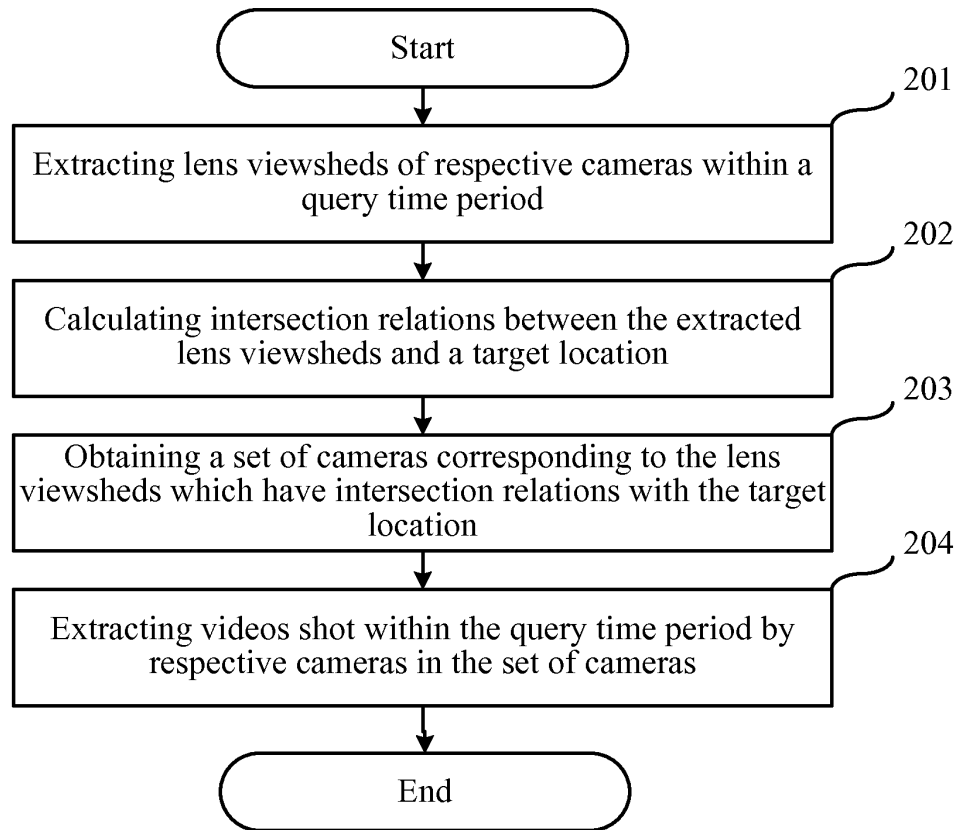 Start
201
Extracting lens viewsheds of respective cameras within a
query time period
202
Calculating intersection relations between the extracted
lens viewsheds and a target location
203
Obtaining a set of cameras corresponding to the lens
viewsheds which have intersection relations with the target
location
204
Extracting videos shot within the query time period by
respective cameras in the set of cameras
End